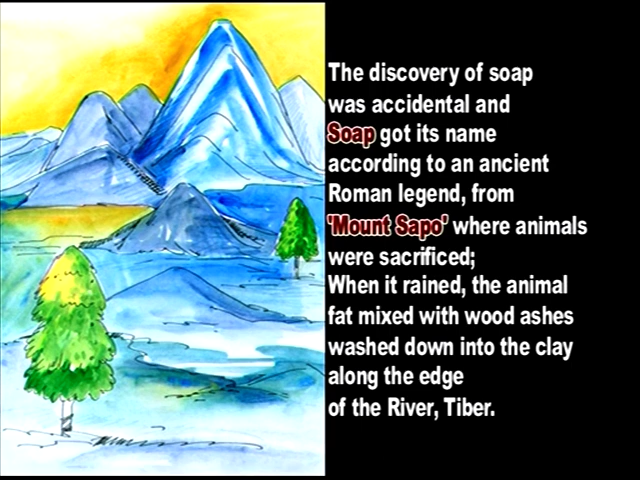 The discovery of soap
was accidental and
Soap got its name
according to an ancient
Roman legend, from
'Mount Sapo' where animals
were sacrificed;
When it rained, the animal
fat mixed with wood ashes
washed down into the clay
along the edge
of the River, Tiber.